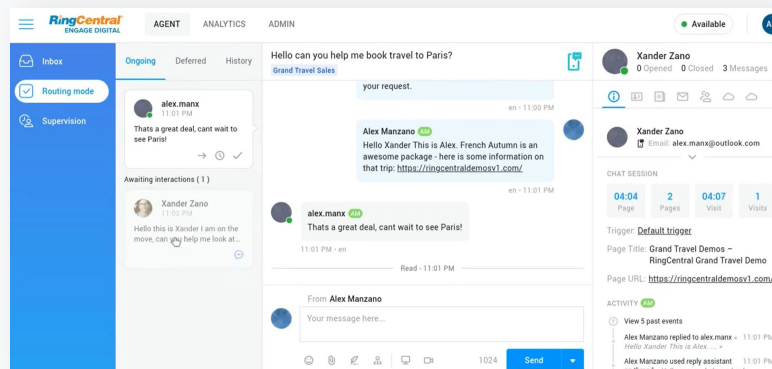 RingCentral
ENGAGE DIGITAL
AGENT
ANALYTICS
ADMIN
Available
Inbox
Routing mode
Supervision
Ongoing
Deferred
History
alex.manx
11:01 PM
Thats a great deal, cant wait to
see Paris!
Awaiting interactions ( 1 )
Xander Zano
11:02 PM
Hello this is Xander I am on the
move, can you help me look at...
Hello can you help me book travel to Paris?
Grand Travel Sales
your request.
en • 11:00 PM
Alex Manzano AM
Hello Xander This is Alex. French Autumn is an
awesome package - here is some information on
that trip: https://ringcentraldemosv1.com/
en • 11:01 PM
alex.manx AM
Thats a great deal, cant wait to see Paris!
11:01 PM • en
Read • 11:01 PM
From Alex Manzano
Your message here...
1024
Send
Xander Zano
0 Opened 0 Closed 3 Messages
Xander Zano
Email: alex.manx@outlook.com
CHAT SESSION
04:04
Page
2
Pages
04:07
Visit
1
Visits
Trigger: Default trigger
Page Title: Grand Travel Demos –
RingCentral Grand Travel Demo
Page URL: https://ringcentraldemosv1.com/
ACTIVITY AM
View 5 past events
Alex Manzano replied to alex.manx 11:01 PM
Hello Xander This is Alex. ...
Alex Manzano used reply assistant 11:01 PM